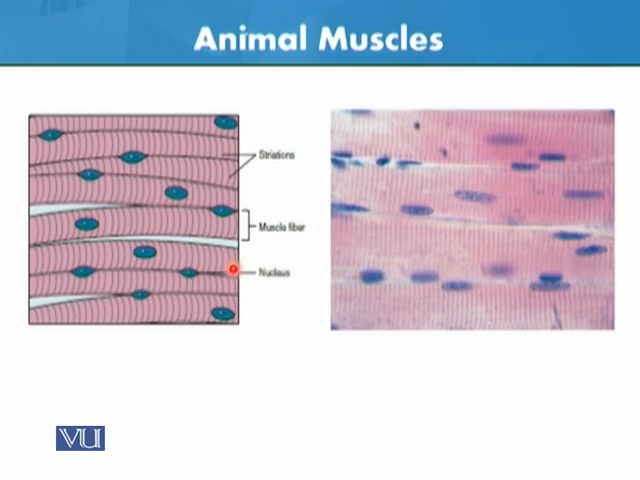 Animal Muscles
Striations
Muscle fiber
Nucleus
VU